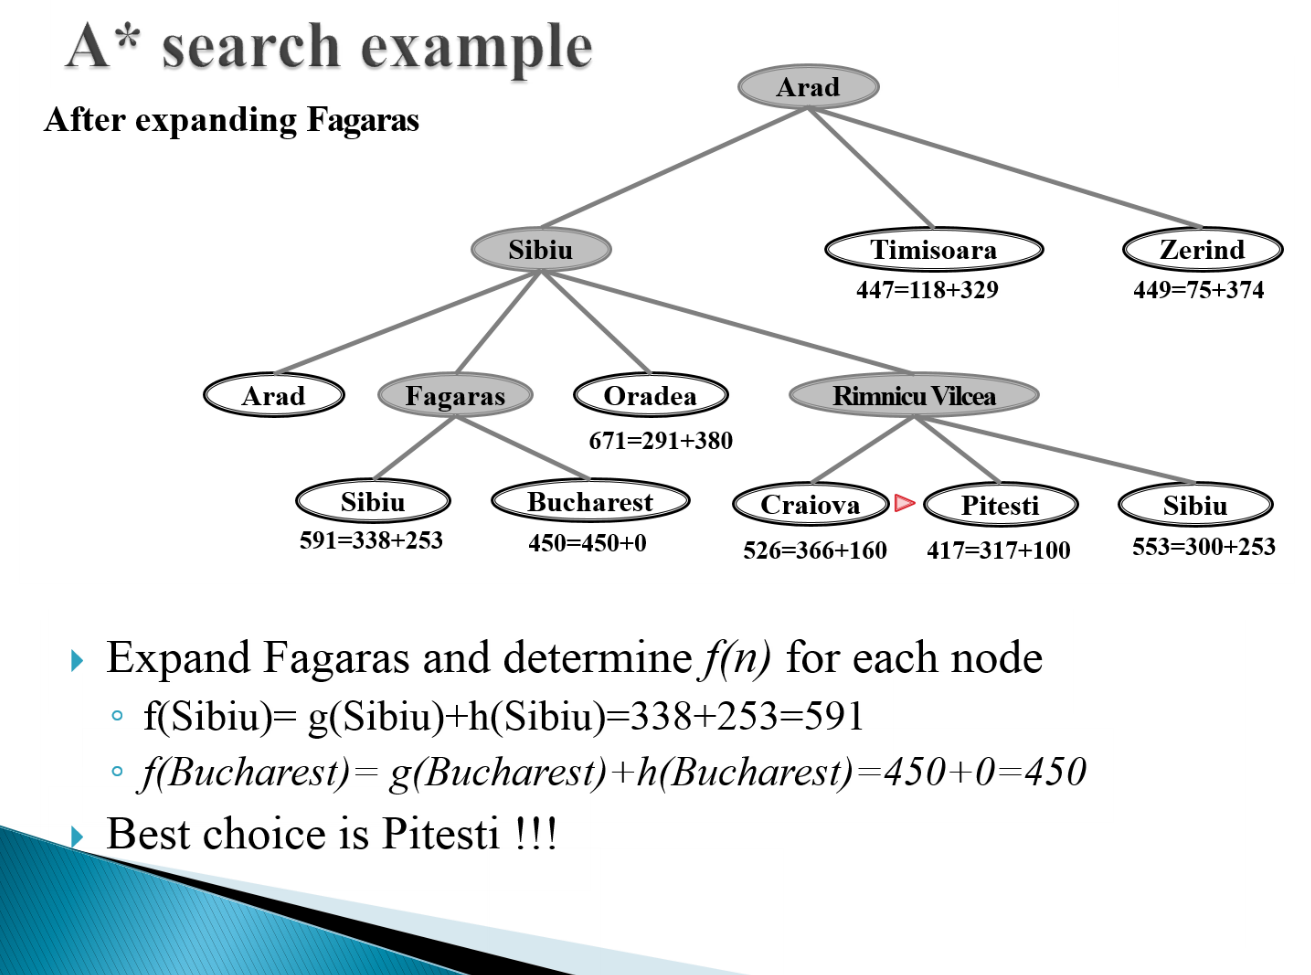 A* search example
After expanding Fagaras
Arad
Sibiu
Timisoara
Zerind
447=118+329
449=75+374
Arad
Fagaras
Oradea
Rimnicu Vilcea
671=291+380
Sibiu
Bucharest
Craiova
Pitesti
Sibiu
591=338+253
450=450+0
526=366+160
417=317+100
553=300+253
Expand Fagaras and determine f(n) for each node
f(Sibiu)= g(Sibiu)+h(Sibiu)=338+253=591
f(Bucharest)= g(Bucharest)+h(Bucharest)=450+0=450
Best choice is Pitesti !!!